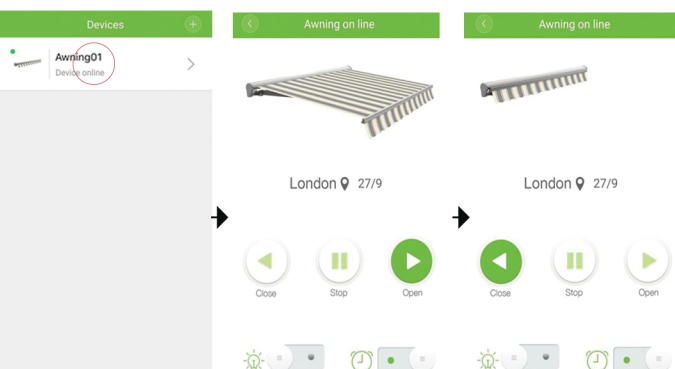 Devices
Awning01
Device online
Awning on line
London 27/9
Close Stop Open
Awning on line
London 27/9
Close Stop Open